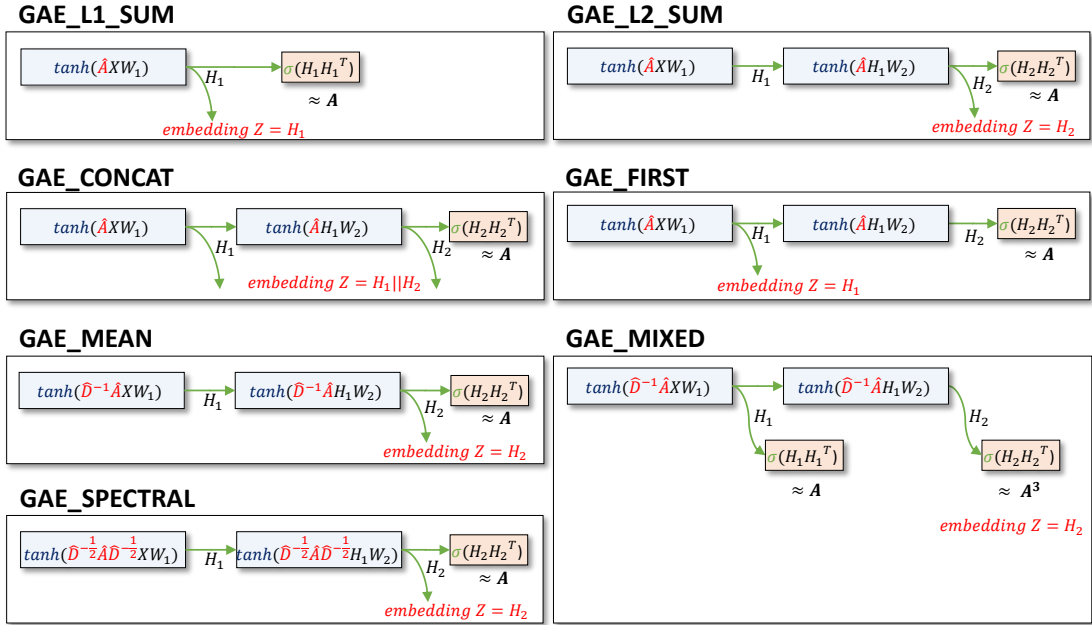 GAE_L1_SUM
tanh(ÂXW₁)
H₁
σ(H₁H₁ᵀ)
≈ A
embedding Z = H₁
GAE_L2_SUM
tanh(ÂXW₁)
H₁
tanh(ÂH₁W₂)
H₂
σ(H₂H₂ᵀ)
≈ A
embedding Z = H₂
GAE_CONCAT
tanh(ÂXW₁)
H₁
tanh(ÂH₁W₂)
H₂
σ(H₂H₂ᵀ)
≈ A
embedding Z = H₁||H₂
GAE_FIRST
tanh(ÂXW₁)
H₁
tanh(ÂH₁W₂)
H₂
σ(H₂H₂ᵀ)
≈ A
embedding Z = H₁
GAE_MEAN
tanh(D̂⁻¹ÂXW₁)
H₁
tanh(D̂⁻¹ÂH₁W₂)
H₂
σ(H₂H₂ᵀ)
≈ A
embedding Z = H₂
GAE_MIXED
tanh(D̂⁻¹ÂXW₁)
H₁
tanh(D̂⁻¹ÂH₁W₂)
H₂
σ(H₁H₁ᵀ)
≈ A
σ(H₂H₂ᵀ)
≈ A³
embedding Z = H₂
GAE_SPECTRAL
tanh(D̂^-1/2 ÂD̂^-1/2 XW₁)
H₁
tanh(D̂^-1/2 ÂD̂^-1/2 H₁W₂)
H₂
σ(H₂H₂ᵀ)
≈ A
embedding Z = H₂